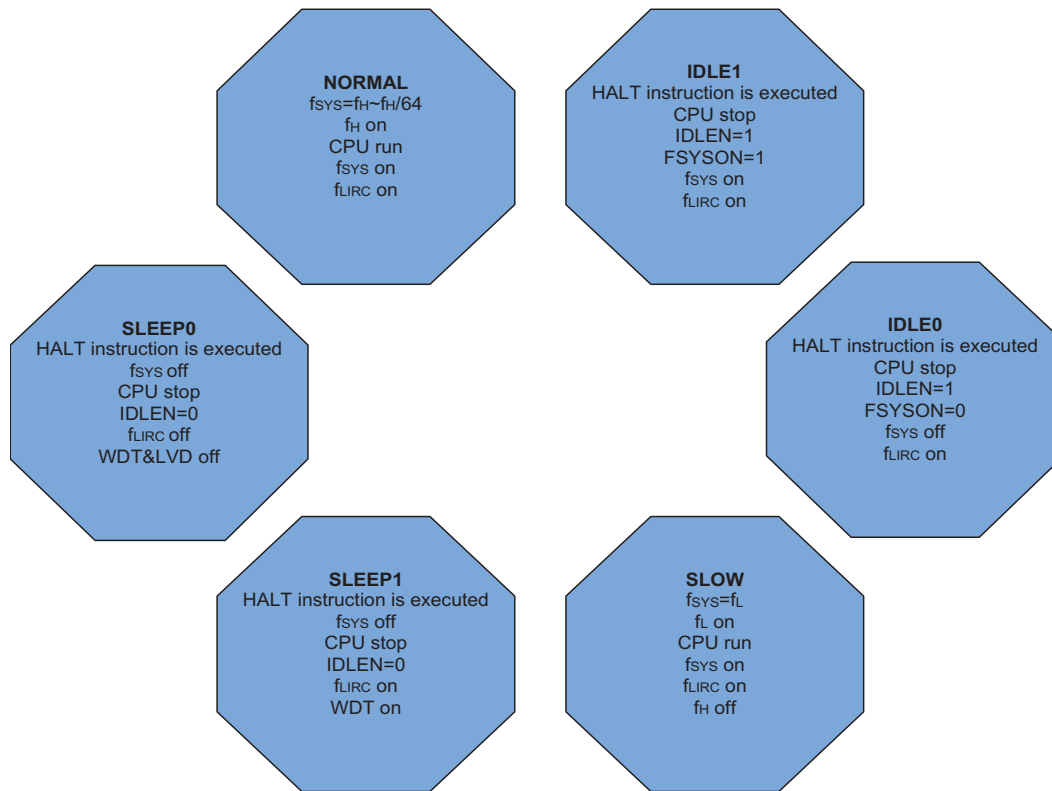 NORMAL
fSYS=fH~fH/64
fH on
CPU run
fSYS on
fLIRC on
IDLE1
HALT instruction is executed
CPU stop
IDLEN=1
FSYSON=1
fSYS on
fLIRC on
SLEEP0
HALT instruction is executed
fSYS off
CPU stop
IDLEN=0
fLIRC off
WDT&LVD off
IDLE0
HALT instruction is executed
CPU stop
IDLEN=1
FSYSON=0
fSYS off
fLIRC on
SLEEP1
HALT instruction is executed
fSYS off
CPU stop
IDLEN=0
fLIRC on
WDT on
SLOW
fSYS=fL
fL on
CPU run
fSYS on
fLIRC on
fH off